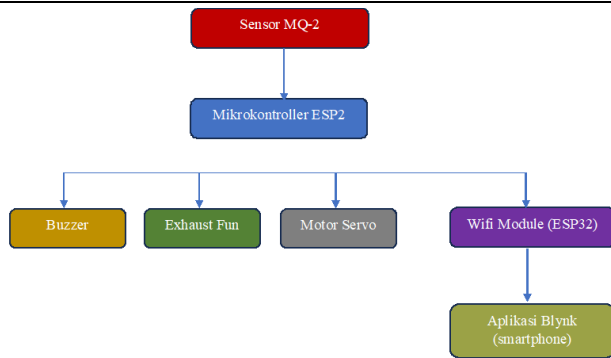 Sensor MQ-2
Mikrokontroller ESP2
Buzzer
Exhaust Fun
Motor Servo
Wifi Module (ESP32)
Aplikasi Blynk
(smartphone)